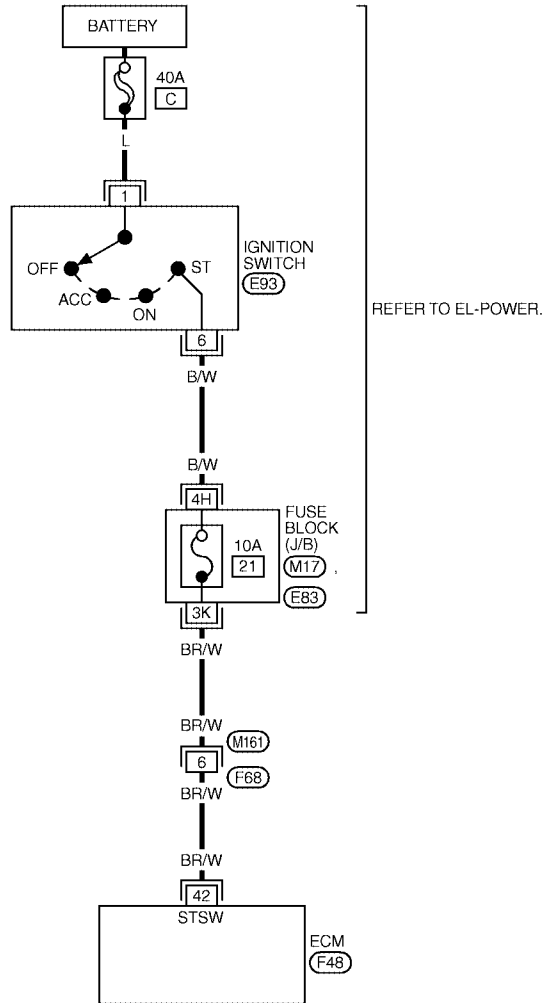 BATTERY
40A
C
L
1
OFF
ACC
ON
ST
IGNITION
SWITCH
E93
REFER TO EL-POWER.
6
B/W
B/W
4H
10A
21
FUSE
BLOCK
(J/B)
M17 ,
E83
3K
BR/W
BR/W
M161
6
F68
BR/W
BR/W
42
STSW
ECM
F48